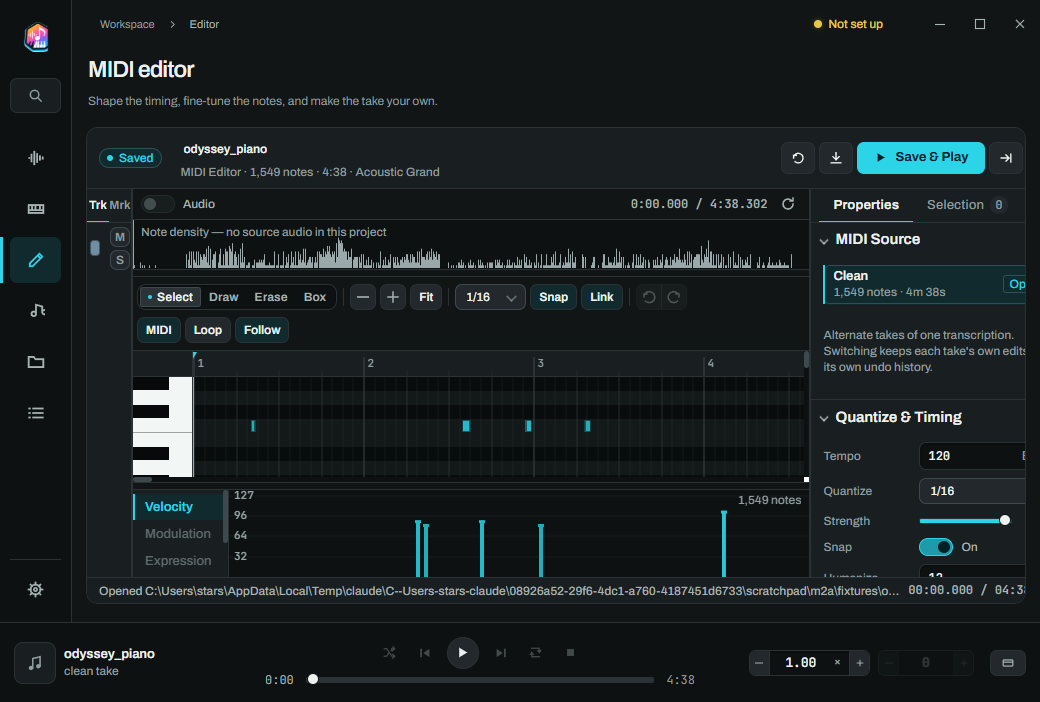 Workspace > Editor
Not set up
MIDI editor
Shape the timing, fine-tune the notes, and make the take your own.
Saved
odyssey_piano
MIDI Editor · 1,549 notes · 4:38 · Acoustic Grand
Save & Play
Trk Mrk
Audio
0:00.000 / 4:38.302
Properties
Selection 0
M
S
Note density — no source audio in this project
MIDI Source
Clean
1,549 notes · 4m 38s
Op
Select Draw Erase Box
Fit
1/16
Snap
Link
MIDI
Loop
Follow
Alternate takes of one transcription.
Switching keeps each take's own edits
its own undo history.
1 2 3 4
Quantize & Timing
Tempo 120
Quantize 1/16
Strength
Snap On
Velocity
Modulation
Expression
127
96
64
32
1,549 notes
Opened C:\Users\stars\AppData\Local\Temp\claude\C--Users-stars-claude\08926a52-29f6-4dc1-a760-4187451d6733\scratchpad\m2a\fixtures\o...
00:00.000 / 04:38
odyssey_piano
clean take
0:00
4:38
− 1.00 × +
− 0 +